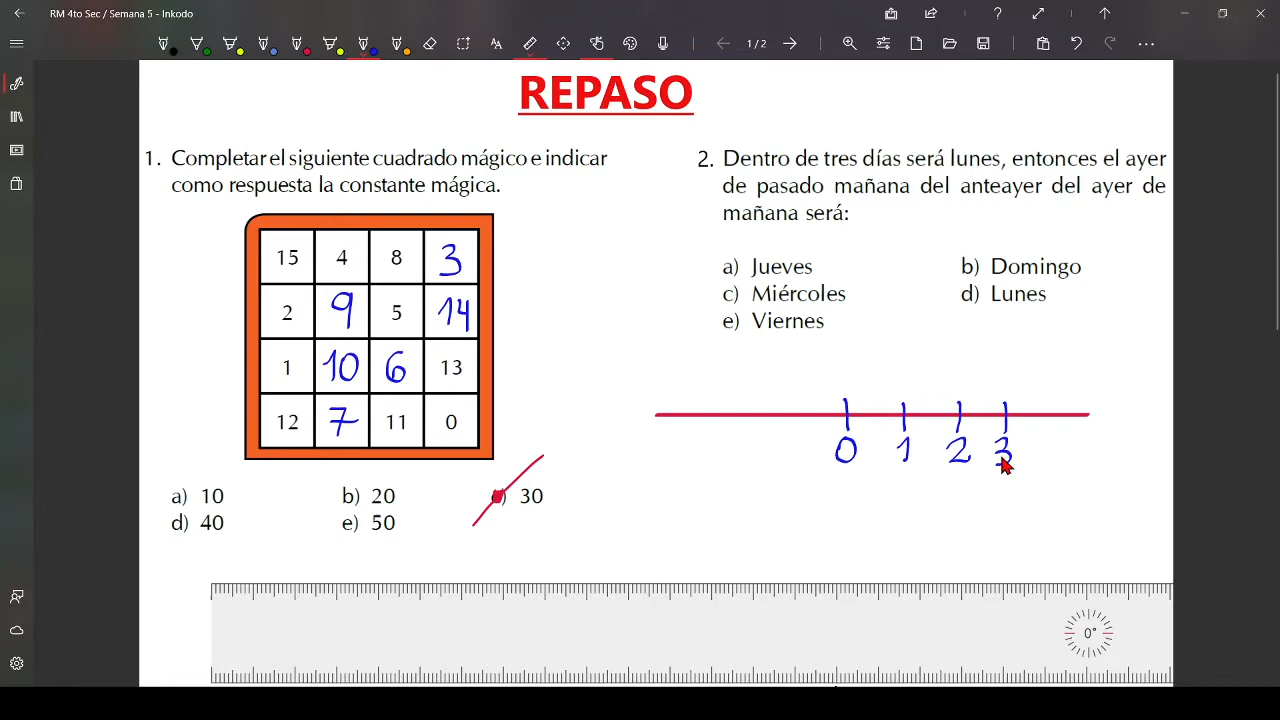 RM 4to Sec / Semana 5 - Inkodo
1/2
REPASO
1. Completar el siguiente cuadrado mágico e indicar
como respuesta la constante mágica.
15 4 8 3
2 9 5 14
1 10 6 13
12 7 11 0
a) 10 b) 20 c) 30
d) 40 e) 50
2. Dentro de tres días será lunes, entonces el ayer
de pasado mañana del anteayer del ayer de
mañana será:
a) Jueves b) Domingo
c) Miércoles d) Lunes
e) Viernes
0 1 2 3
0°